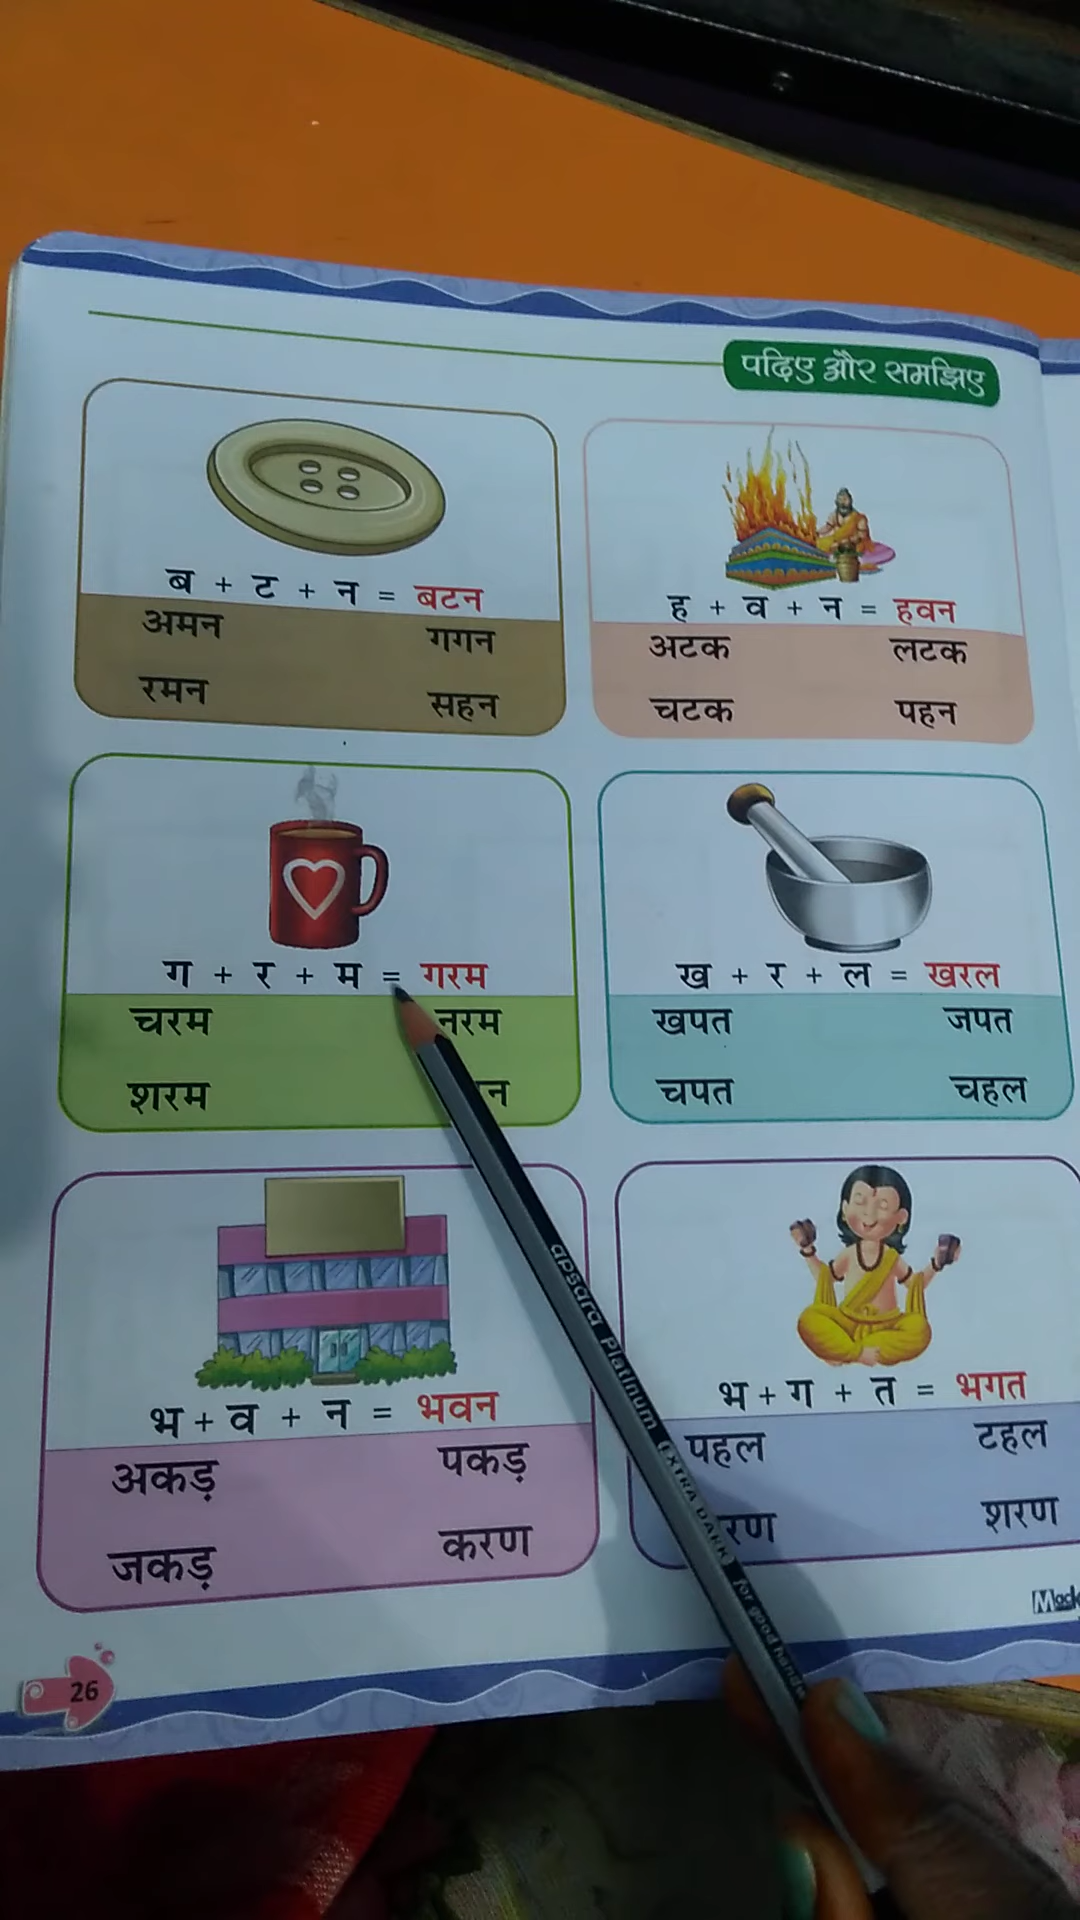 पढ़िए और समझिए
ब + ट + न = बटन
अमन गगन
रमन सहन
ह + व + न = हवन
अटक लटक
चटक पहन
ग + र + म = गरम
चरम नरम
शरम
ख + र + ल = खरल
खपत जपत
चपत चहल
भ + व + न = भवन
अकड़ पकड़
जकड़ करण
भ + ग + त = भगत
पहल टहल
शरण
26
apsara Platinum EXTRA DARK for good